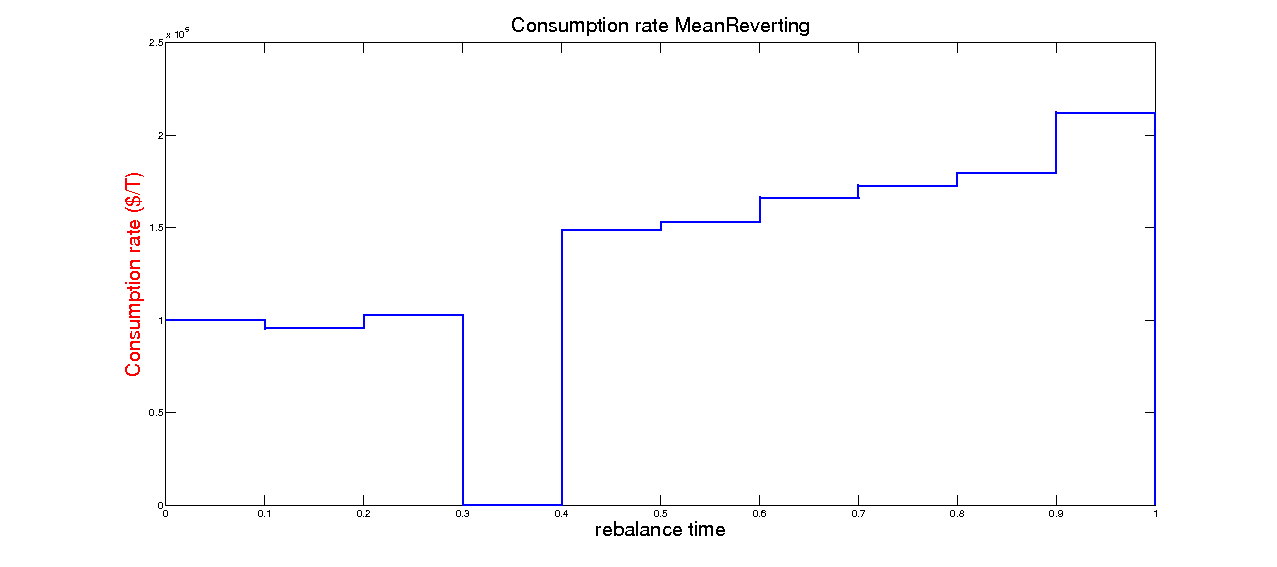 Consumption rate MeanReverting
x 10^5
2.5
2
1.5
1
0.5
0
Consumption rate ($/T)
0 0.1 0.2 0.3 0.4 0.5 0.6 0.7 0.8 0.9 1
rebalance time